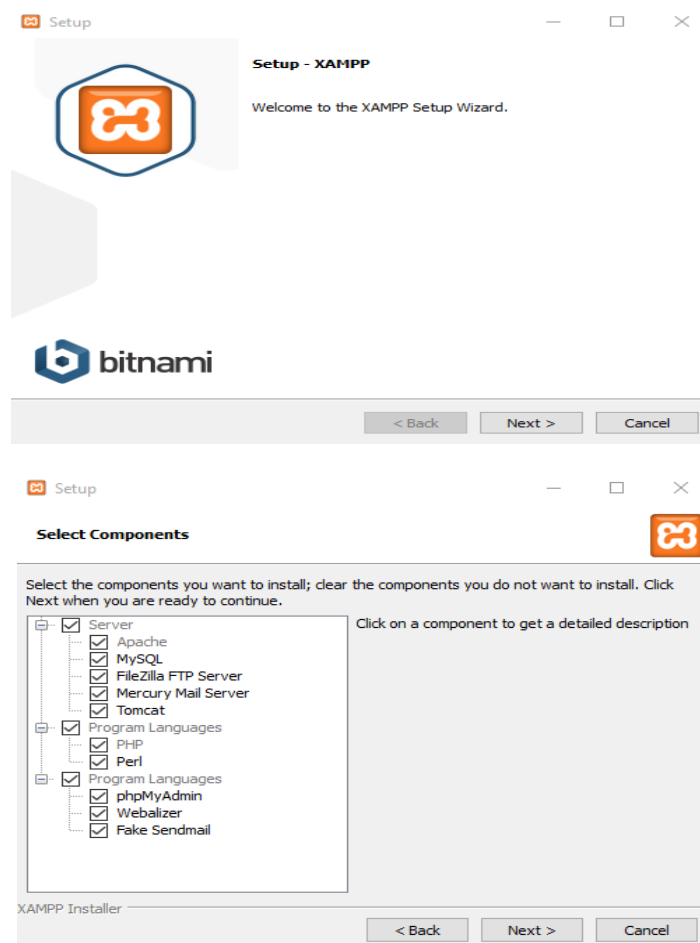 Setup
Setup - XAMPP
Welcome to the XAMPP Setup Wizard.
bitnami
< Back
Next >
Cancel
Setup
Select Components
Select the components you want to install; clear the components you do not want to install. Click
Next when you are ready to continue.
Server
Apache
MySQL
FileZilla FTP Server
Mercury Mail Server
Tomcat
Program Languages
PHP
Perl
Program Languages
phpMyAdmin
Webalizer
Fake Sendmail
Click on a component to get a detailed description
XAMPP Installer
< Back
Next >
Cancel